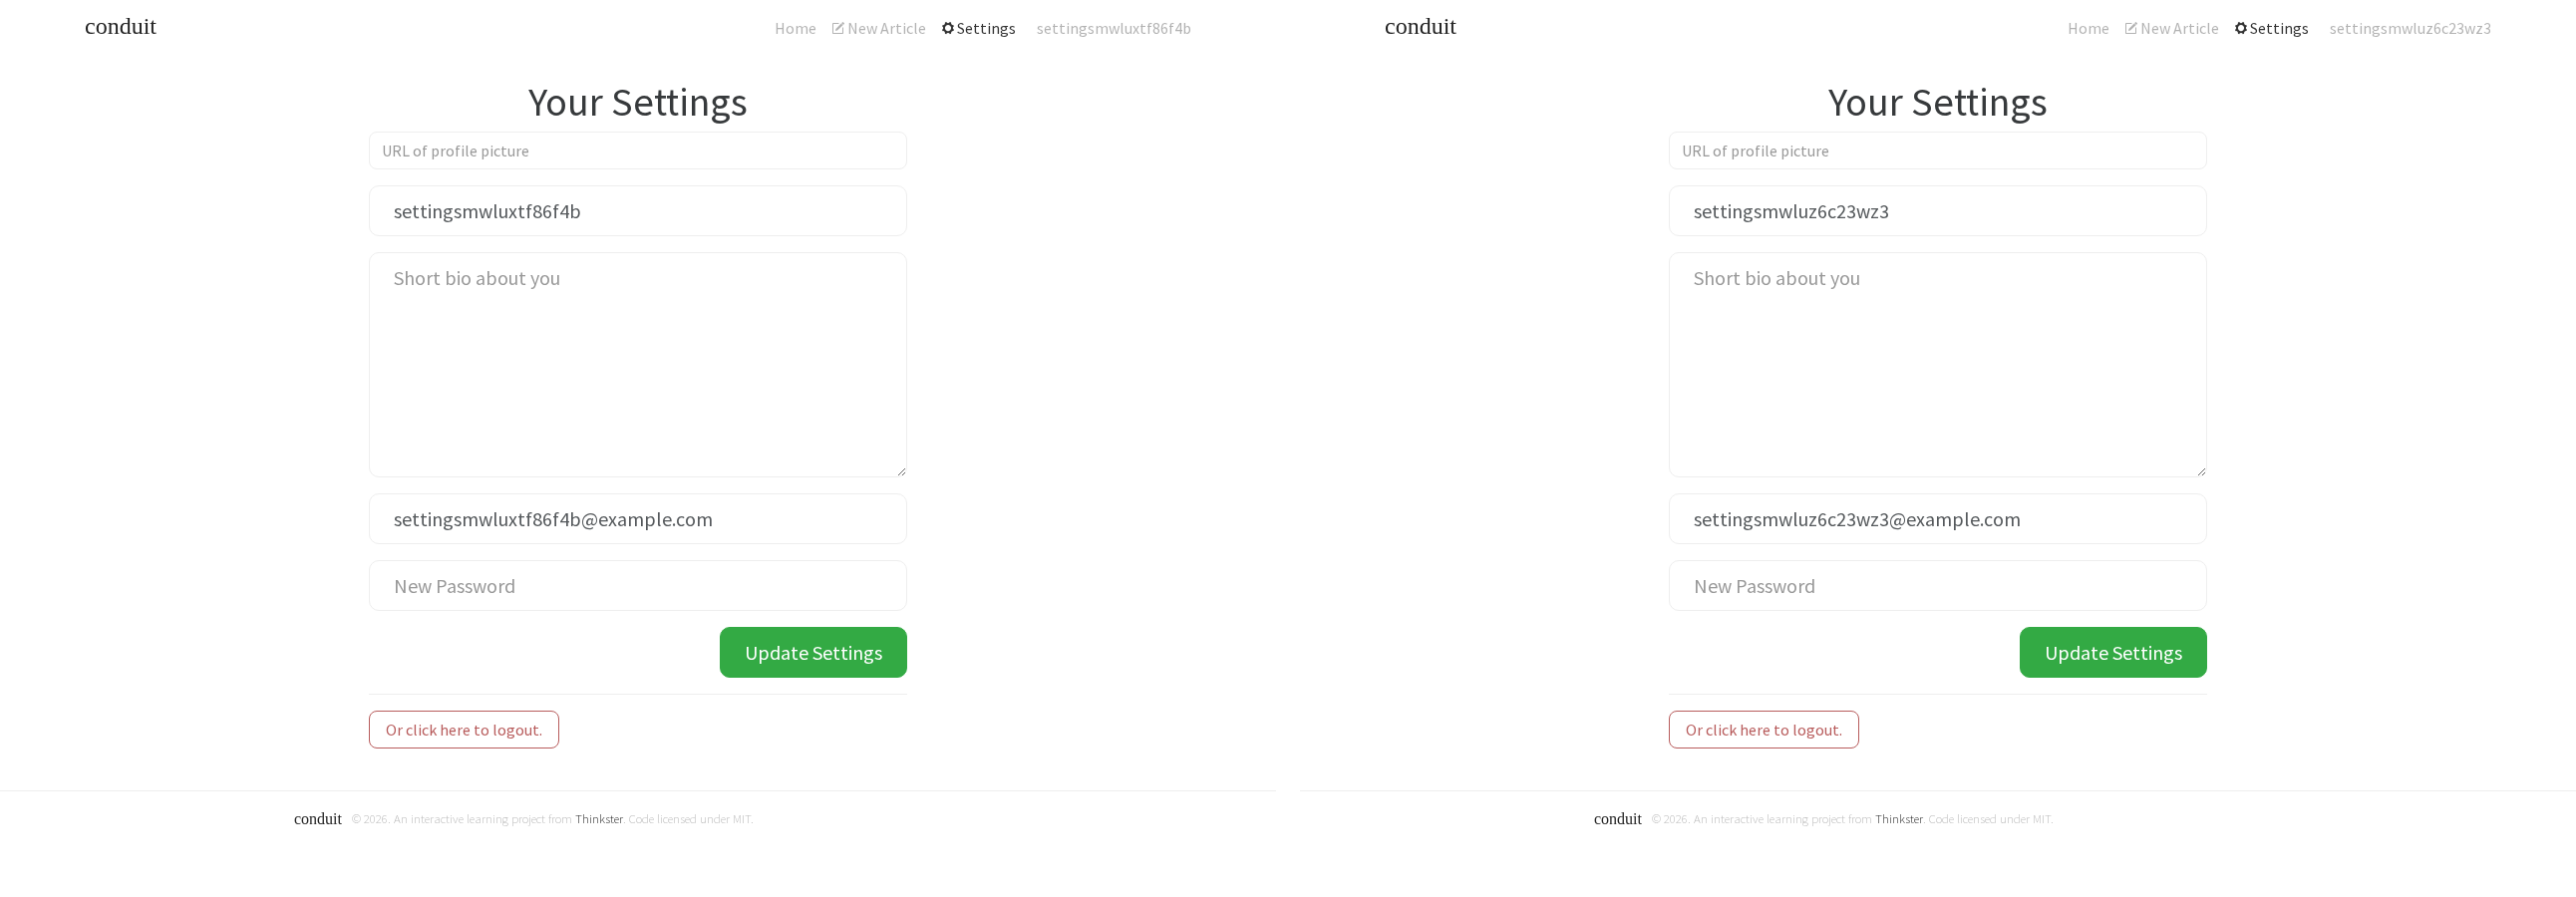 conduit
Home New Article Settings settingsmwluxtf86f4b
Your Settings
URL of profile picture
settingsmwluxtf86f4b
Short bio about you
settingsmwluxtf86f4b@example.com
New Password
Update Settings
Or click here to logout.
conduit © 2026. An interactive learning project from Thinkster. Code licensed under MIT.
conduit
Home New Article Settings settingsmwluz6c23wz3
Your Settings
URL of profile picture
settingsmwluz6c23wz3
Short bio about you
settingsmwluz6c23wz3@example.com
New Password
Update Settings
Or click here to logout.
conduit © 2026. An interactive learning project from Thinkster. Code licensed under MIT.